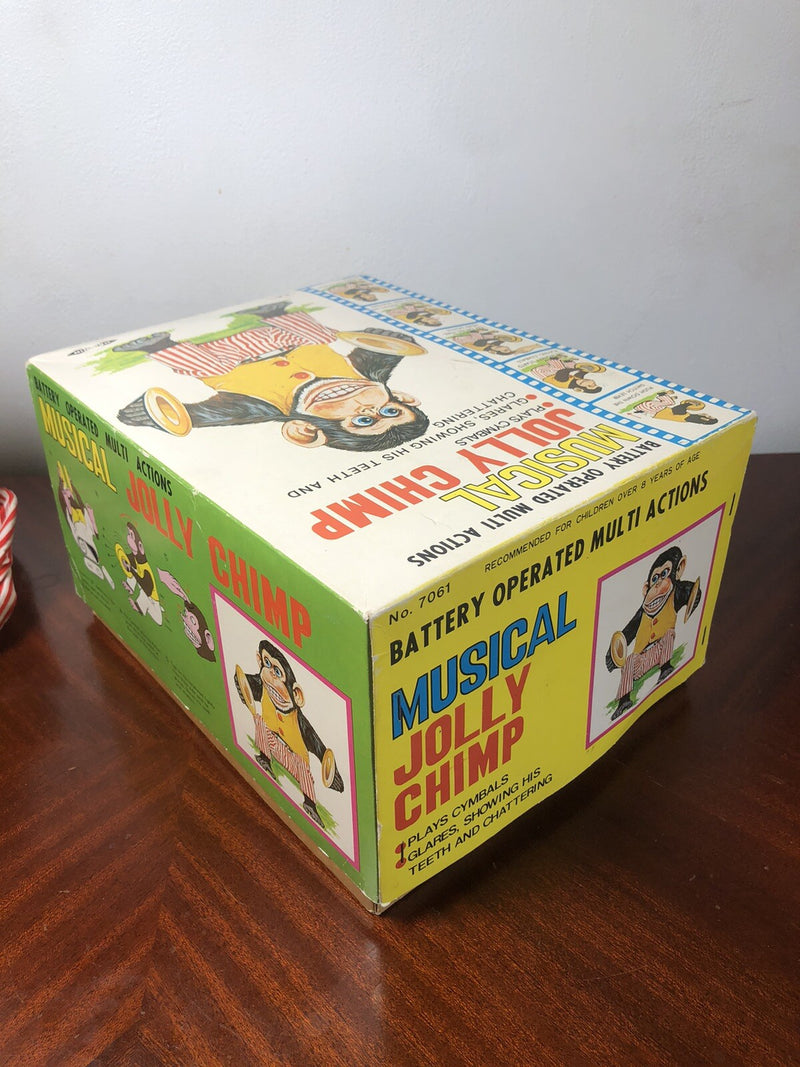 BATTERY OPERATED MULTI ACTIONS
MUSICAL
JOLLY CHIMP
PLAYS CYMBALS
GLARES, SHOWING HIS TEETH AND
CHATTERING
BATTERY OPERATED MULTI ACTIONS
MUSICAL JOLLY CHIMP
No. 7061
RECOMMENDED FOR CHILDREN OVER 8 YEARS OF AGE
BATTERY OPERATED MULTI ACTIONS
MUSICAL
JOLLY
CHIMP
PLAYS CYMBALS
GLARES, SHOWING HIS
TEETH AND CHATTERING